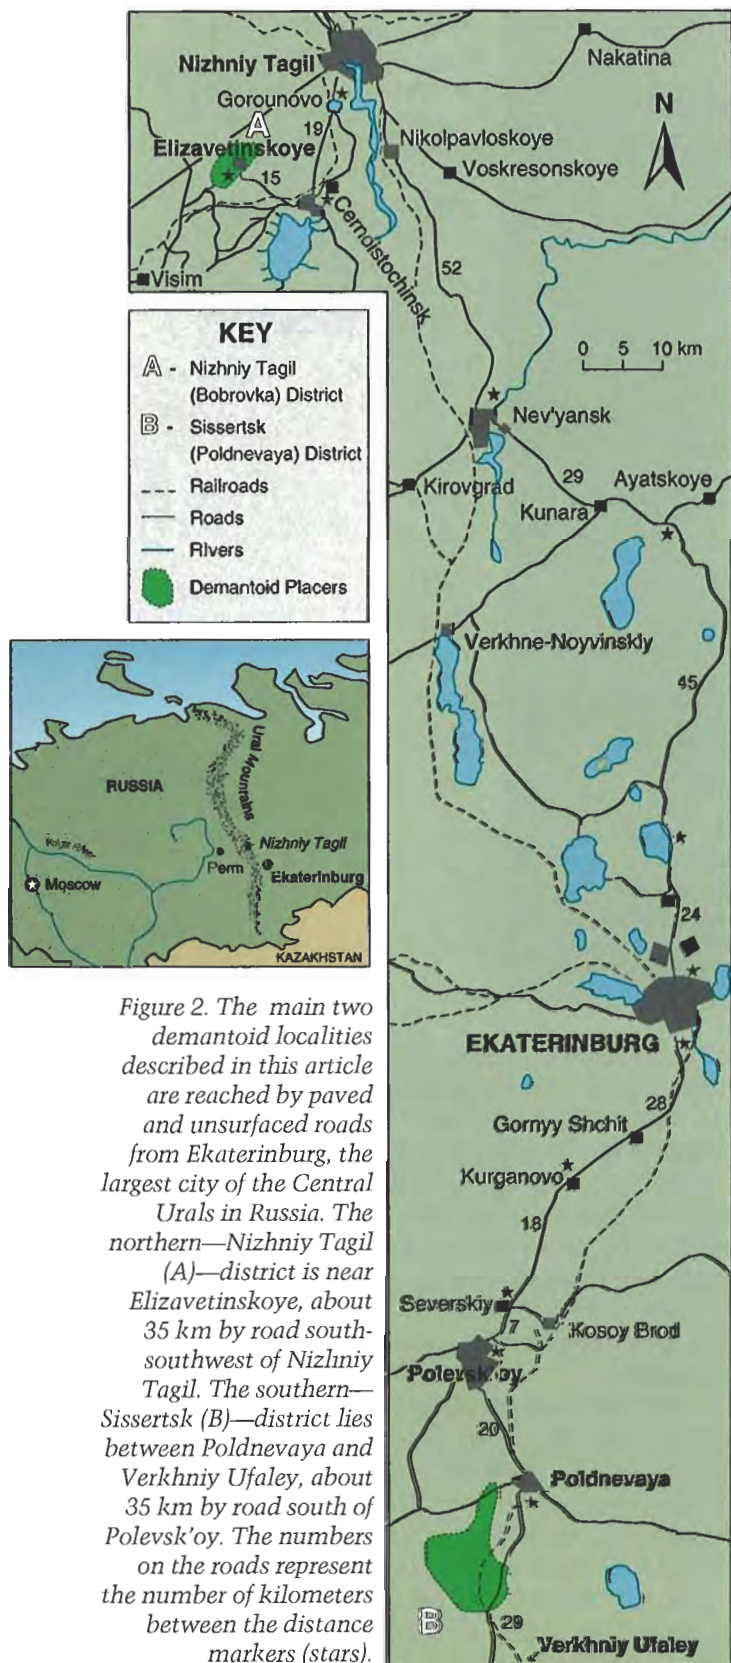 Nizhniy Tagil
Nakatina
Gorounovo
N
A
19
Nikolpavloskoye
Elizavetinskoye
Voskresonskoye
15
Cernoistochinsk
52
Visim
KEY
A - Nizhniy Tagil
(Bobrovka) District
B - Sissertsk
(Poldnevaya) District
Railroads
Roads
Rivers
Demantoid Placers
0 5 10 km
Nev'yansk
29
Ayatskoye
Kirovgrad
Kunara
Verkhne-Noyvinskiy
45
Ural Mountains
RUSSIA
Volga River
Nizhniy Tagil
Perm
Ekaterinburg
Moscow
KAZAKHSTAN
24
EKATERINBURG
28
Gornyy Shchit
Kurganovo
18
Severskiy
7
Kosoy Brod
Polevsk'oy
20
Poldnevaya
B
29
Verkhniy Ufaley
Figure 2. The main two
demantoid localities
described in this article
are reached by paved
and unsurfaced roads
from Ekaterinburg, the
largest city of the Central
Urals in Russia. The
northern—Nizhniy Tagil
(A)—district is near
Elizavetinskoye, about
35 km by road south-
southwest of Nizhniy
Tagil. The southern—
Sissertsk (B)—district lies
between Poldnevaya and
Verkhniy Ufaley, about
35 km by road south of
Polevsk'oy. The numbers
on the roads represent
the number of kilometers
between the distance
markers (stars).